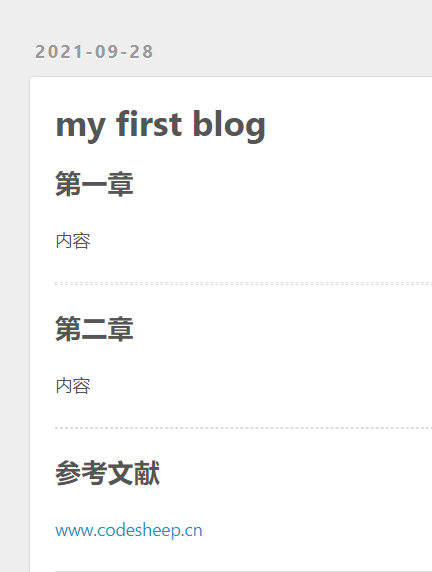 2021-09-28
my first blog
第一章
内容
第二章
内容
参考文献
www.codesheep.cn